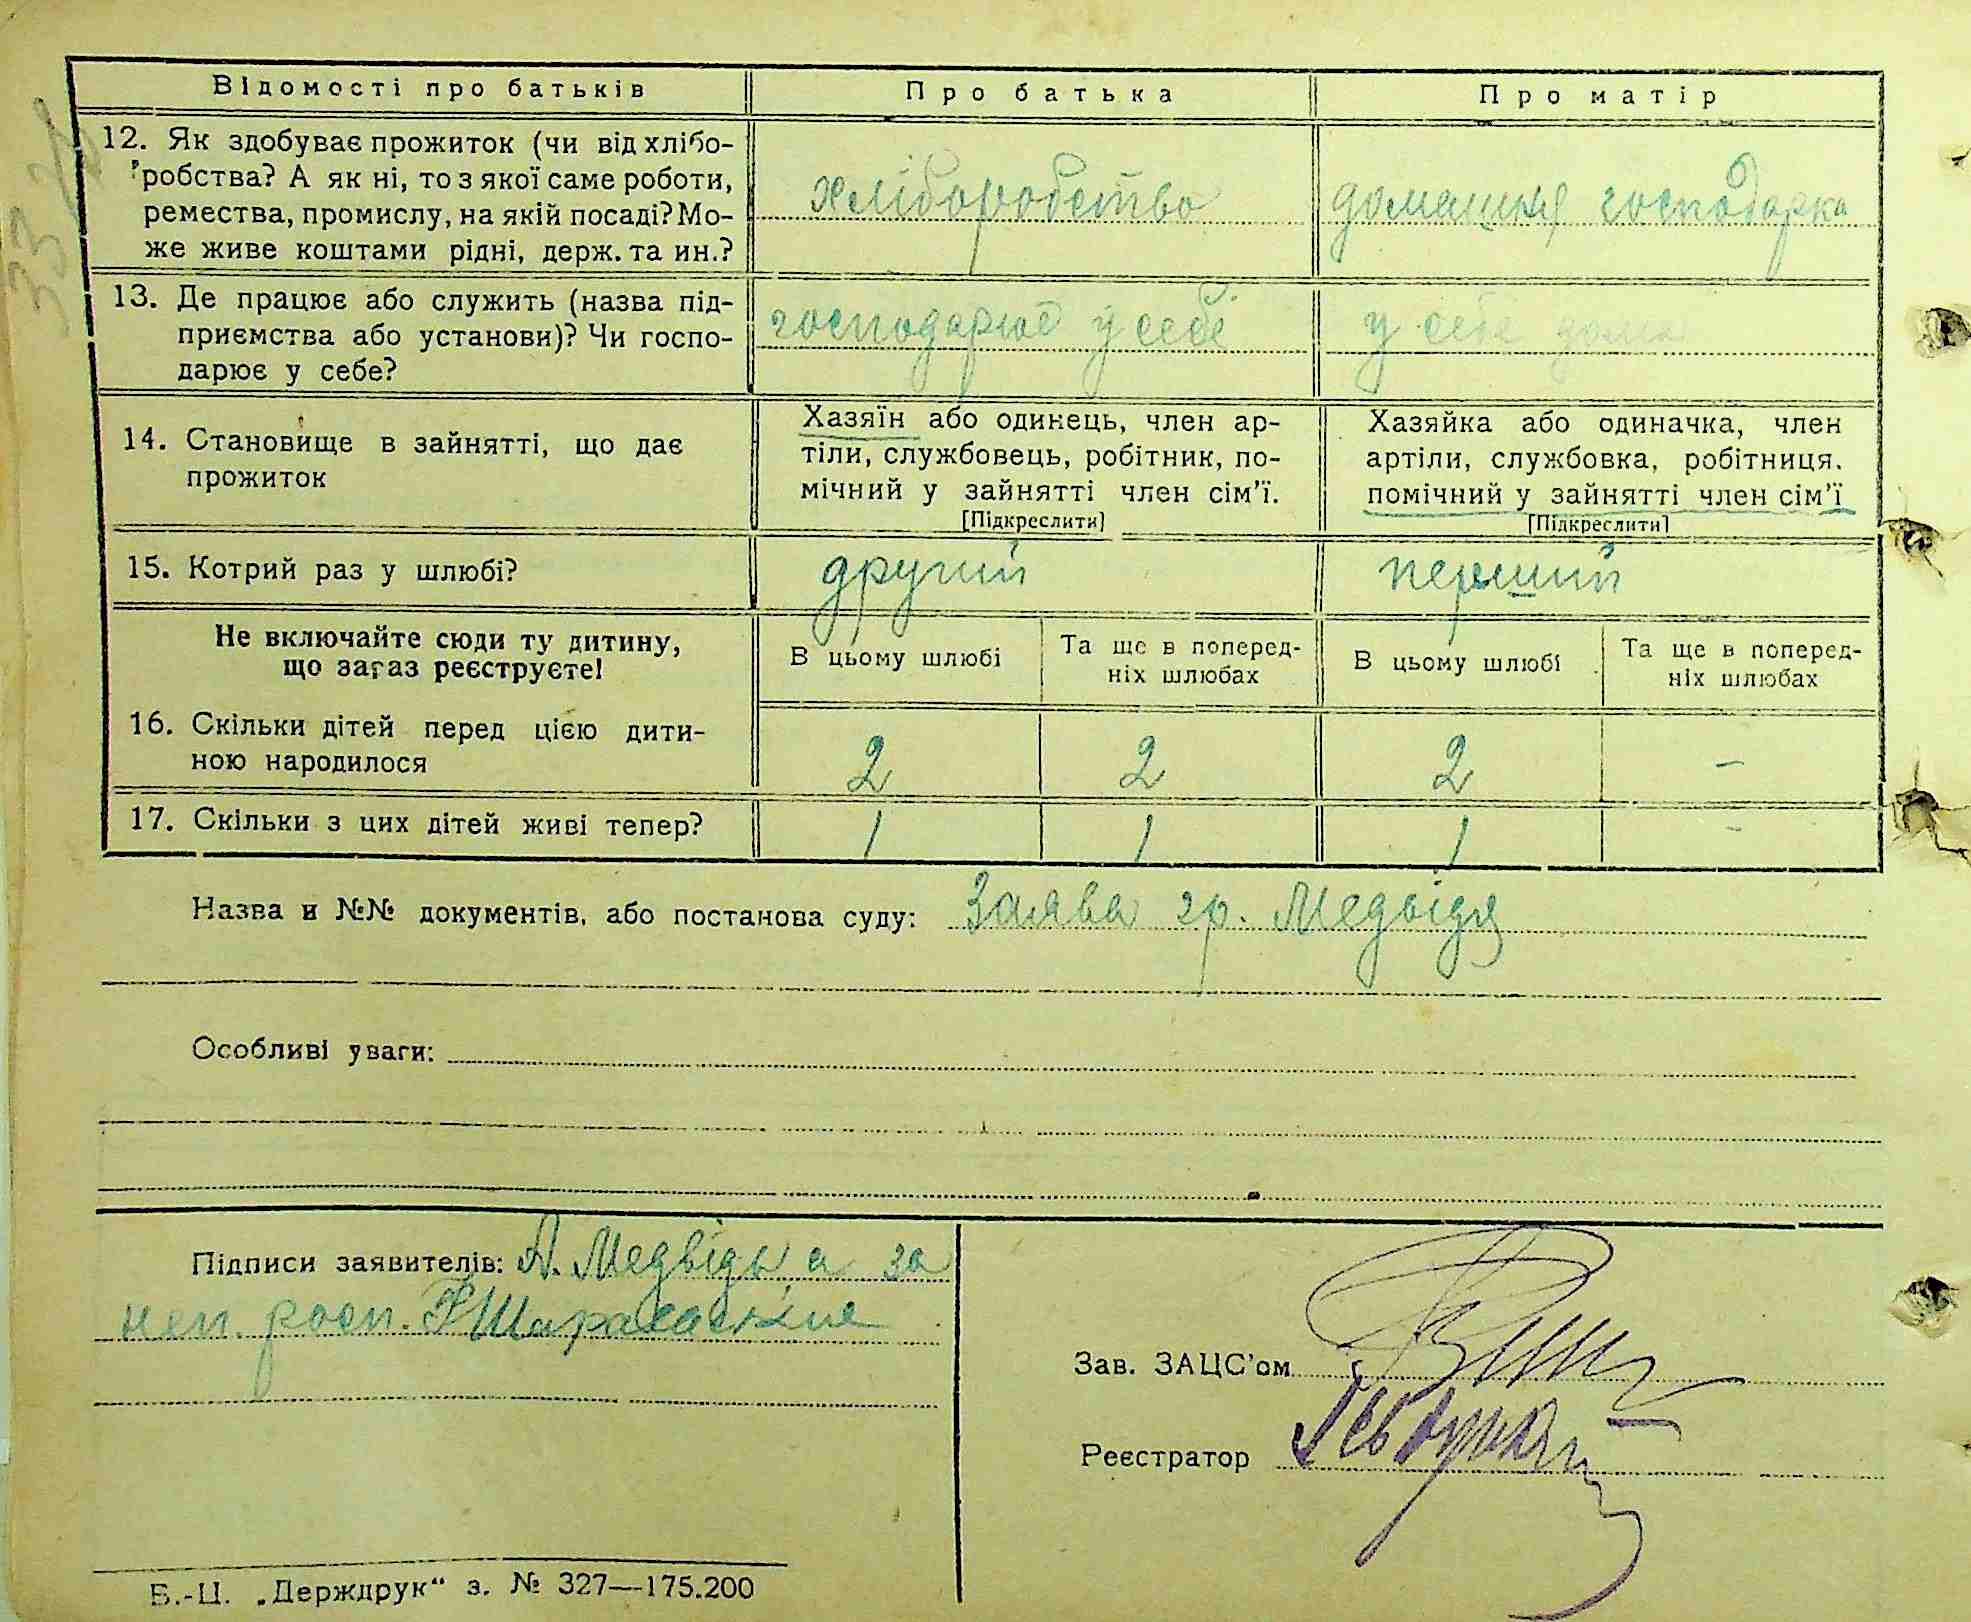 Відомості про батьків Про батька Про матір
12. Як здобуває прожиток (чи від хлібо-
робства? А як ні, то з якої саме роботи,
ремества, промислу, на якій посаді? Мо-
же живе коштами рідні, держ. та ин.?
хліборобство
домашня господарка
13. Де працює або служить (назва під-
приємства або установи)? Чи госпо-
дарює у себе?
господарює у себе
у себе дома
14. Становище в зайнятті, що дає
прожиток
Хазяїн або одинець, член ар-
тіли, службовець, робітник, по-
мічний у зайнятті член сім'ї.
[Підкреслити]
Хазяйка або одиначка, член
артіли, службовка, робітниця.
помічний у зайнятті член сім'ї
[Підкреслити]
15. Котрий раз у шлюбі? другий перший
Не включайте сюди ту дитину,
що зараз реєструєте!
В цьому шлюбі
Та ще в поперед-
ніх шлюбах
В цьому шлюбі
Та ще в поперед-
ніх шлюбах
16. Скільки дітей перед цією дити-
ною народилося
2 2 2 -
17. Скільки з цих дітей живі тепер? 1 1 1 -
Назва и №№ документів, або постанова суду: Заява гр. Медвідя
Особливі уваги:
Підписи заявителів: А. Медвідь а за
неп. росп.
Зав. ЗАЦС'ом
Реєстратор
Б.-Ц. „Держдрук“ з. № 327—175.200